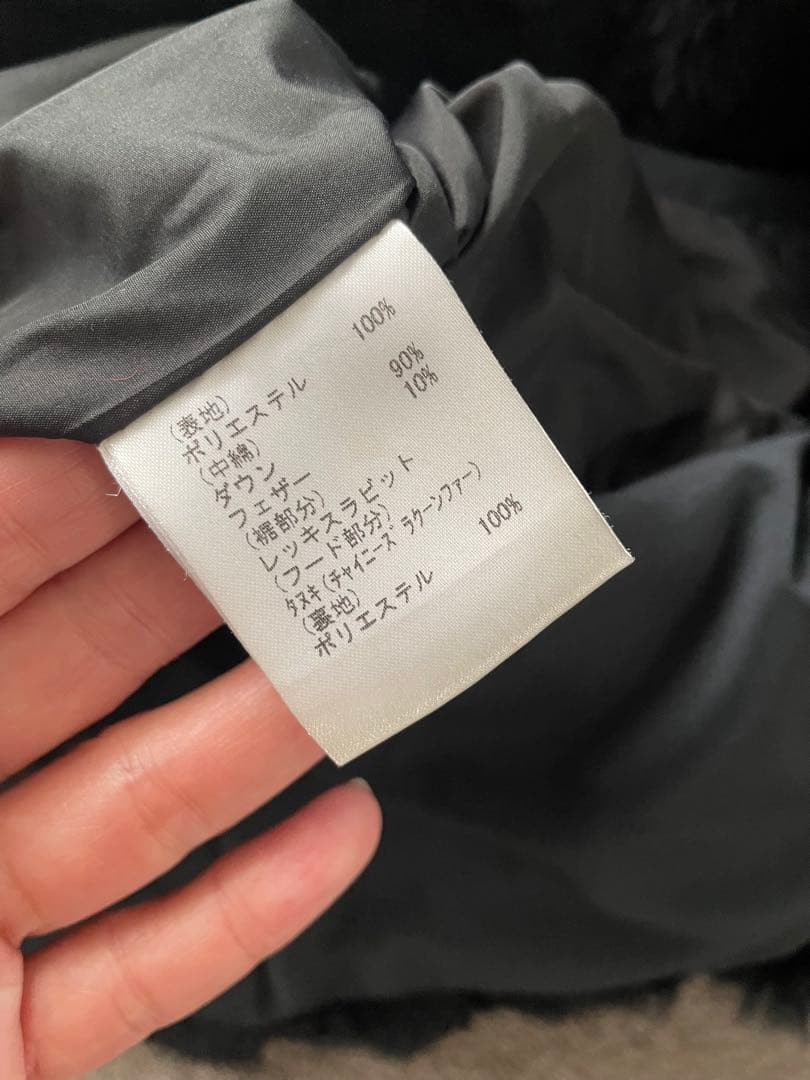 (表地)
ポリエステル 100%
(中綿)
ダウン 90%
フェザー 10%
(裾部分)
レッキスラビット
(フード部分)
タヌキ(チャイニーズ ラクーンファー)
(裏地)
ポリエステル 100%